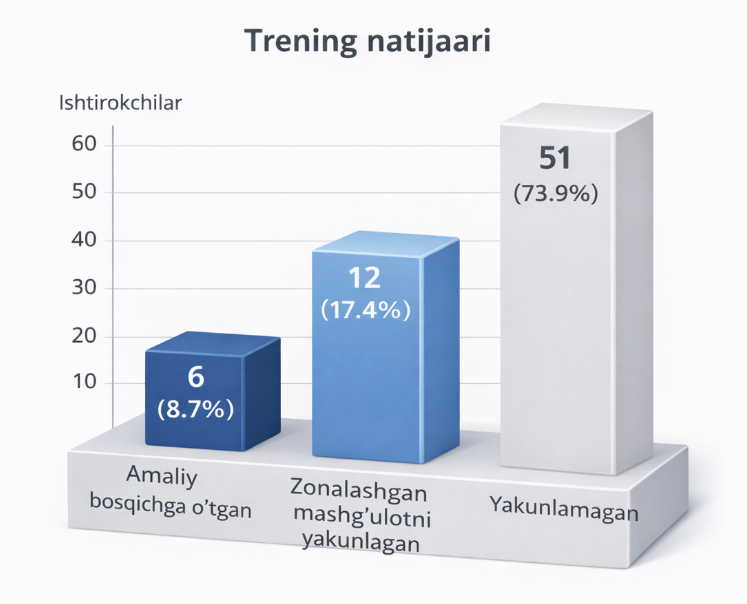 Trening natijaari
Ishtirokchilar
60
50
40
30
20
10
6
(8.7%)
12
(17.4%)
51
(73.9%)
Amaliy
bosqichga o’tgan
Zonalashgan
mashg’ulotni
yakunlagan
Yakunlamagan